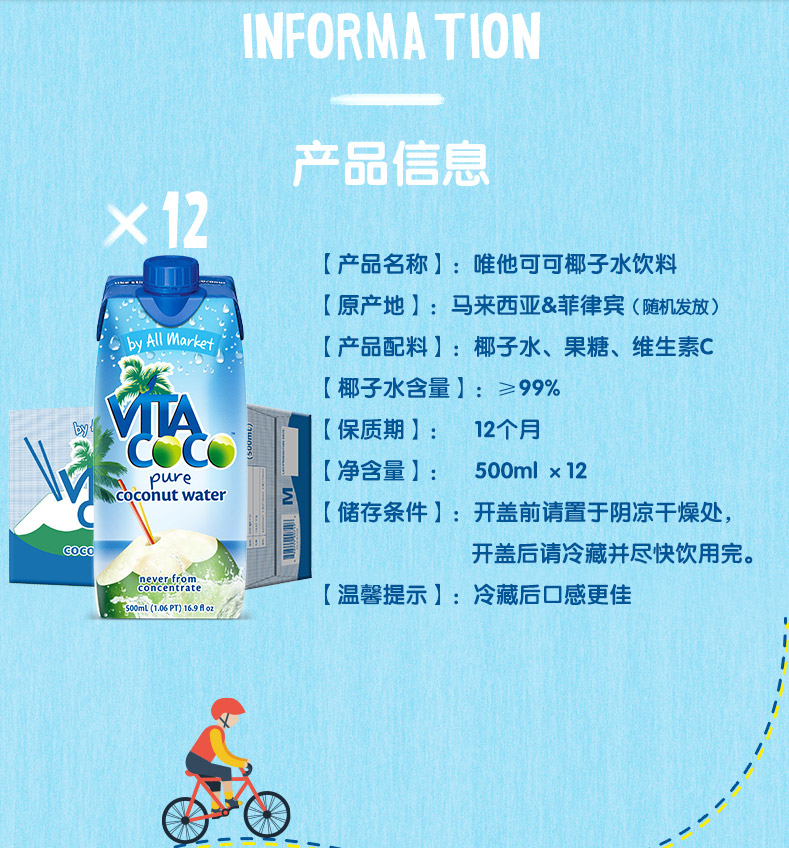 INFORMATION
产品信息
×12
【产品名称】：唯他可可椰子水饮料
【原产地】：马来西亚&菲律宾（随机发放）
【产品配料】：椰子水、果糖、维生素C
【椰子水含量】：≥99%
【保质期】：12个月
【净含量】：500ml ×12
【储存条件】：开盖前请置于阴凉干燥处，
开盖后请冷藏并尽快饮用完。
【温馨提示】：冷藏后口感更佳
by All Market
VITA
COCO™
pure
coconut water
never from
concentrate
500mL (1.06 PT) 16.9 fl oz
by
V
C
COCO
(500mL)
M